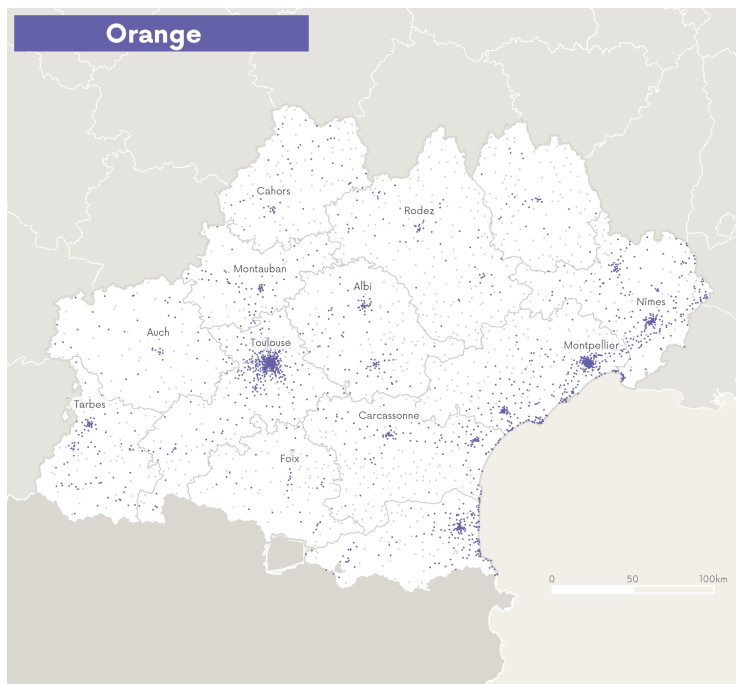 Orange
Cahors
Rodez
Montauban
Albi
Nîmes
Auch
Toulouse
Montpellier
Tarbes
Carcassonne
Foix
0 50 100km